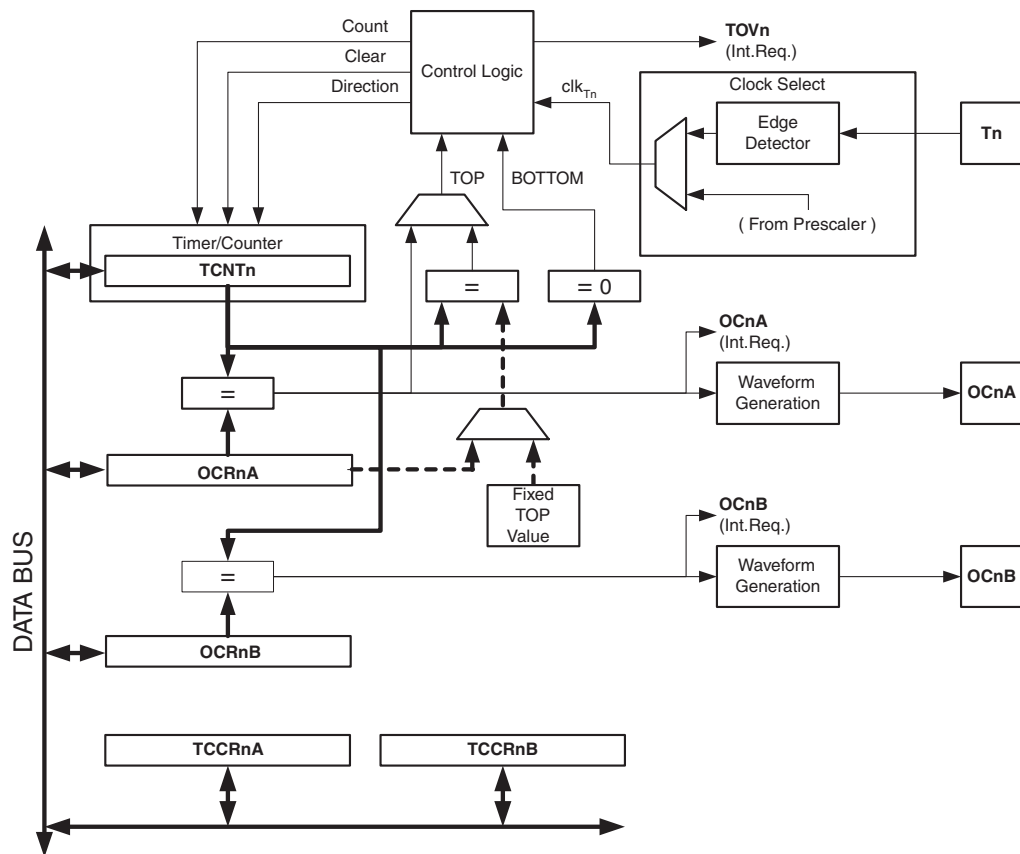 Count
Clear
Direction
Control Logic
TOVn
(Int.Req.)
clkTn
Clock Select
Edge
Detector
Tn
( From Prescaler )
TOP
BOTTOM
Timer/Counter
TCNTn
=
= 0
OCnA
(Int.Req.)
=
Waveform
Generation
OCnA
OCRnA
Fixed
TOP
Value
OCnB
(Int.Req.)
=
Waveform
Generation
OCnB
OCRnB
DATA BUS
TCCRnA
TCCRnB